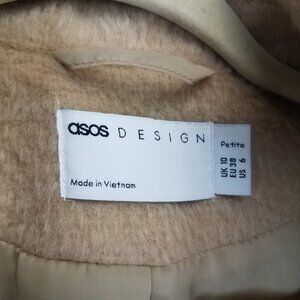 asos DESIGN
Made in Vietnam
Petite
UK 10
EU 38
US 6